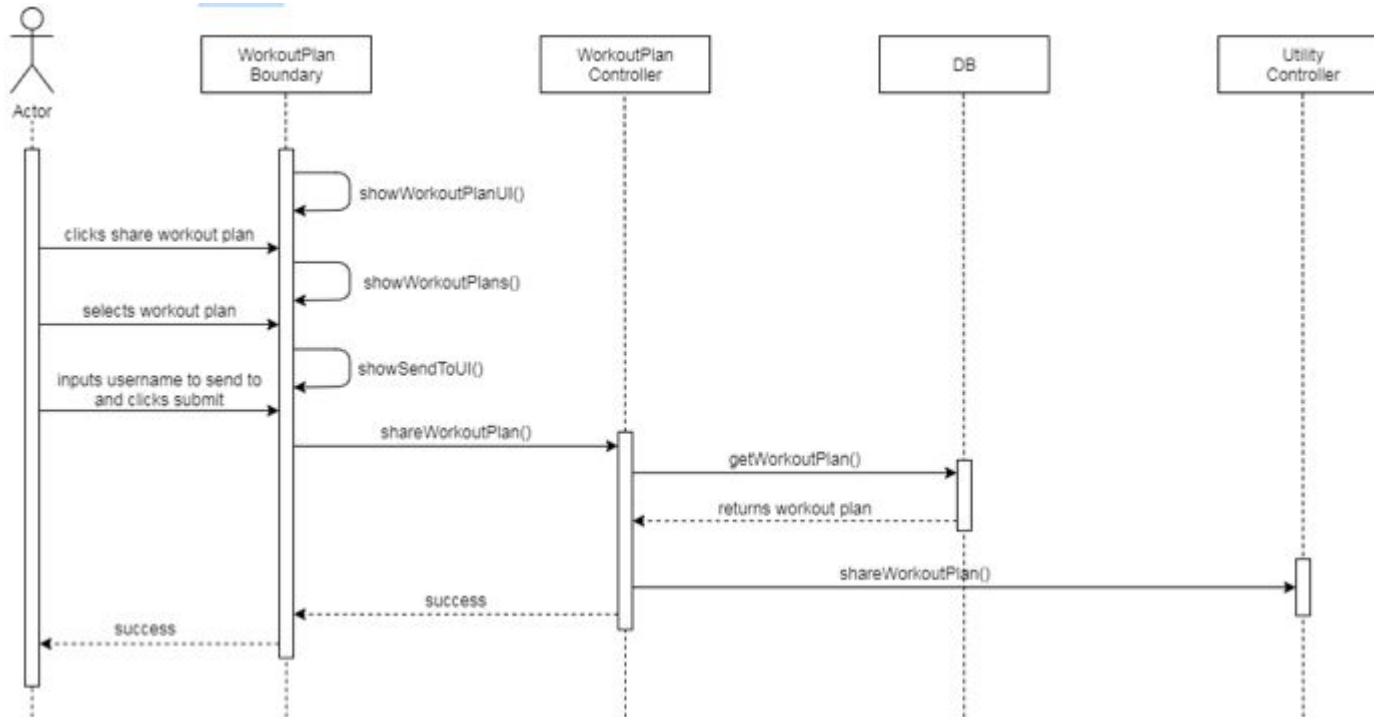 WorkoutPlan
Boundary
WorkoutPlan
Controller
DB
Utility
Controller
Actor
showWorkoutPlanUI()
clicks share workout plan
showWorkoutPlans()
selects workout plan
showSendToUI()
inputs username to send to
and clicks submit
shareWorkoutPlan()
getWorkoutPlan()
returns workout plan
shareWorkoutPlan()
success
success